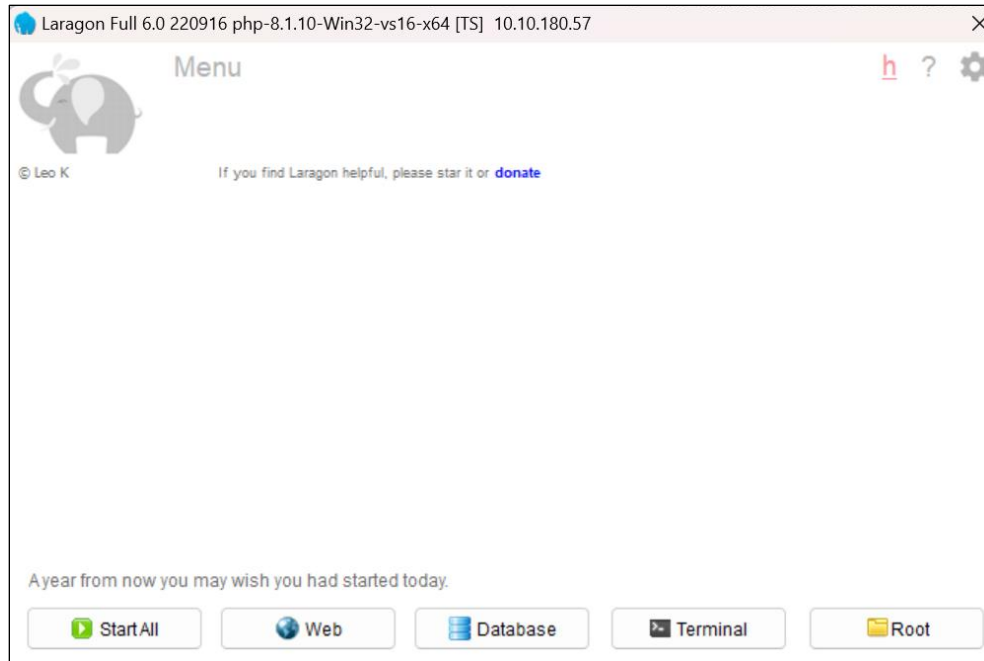 Laragon Full 6.0 220916 php-8.1.10-Win32-vs16-x64 [TS] 10.10.180.57
Menu
h ?
© Leo K
If you find Laragon helpful, please star it or donate
A year from now you may wish you had started today.
Start All
Web
Database
Terminal
Root